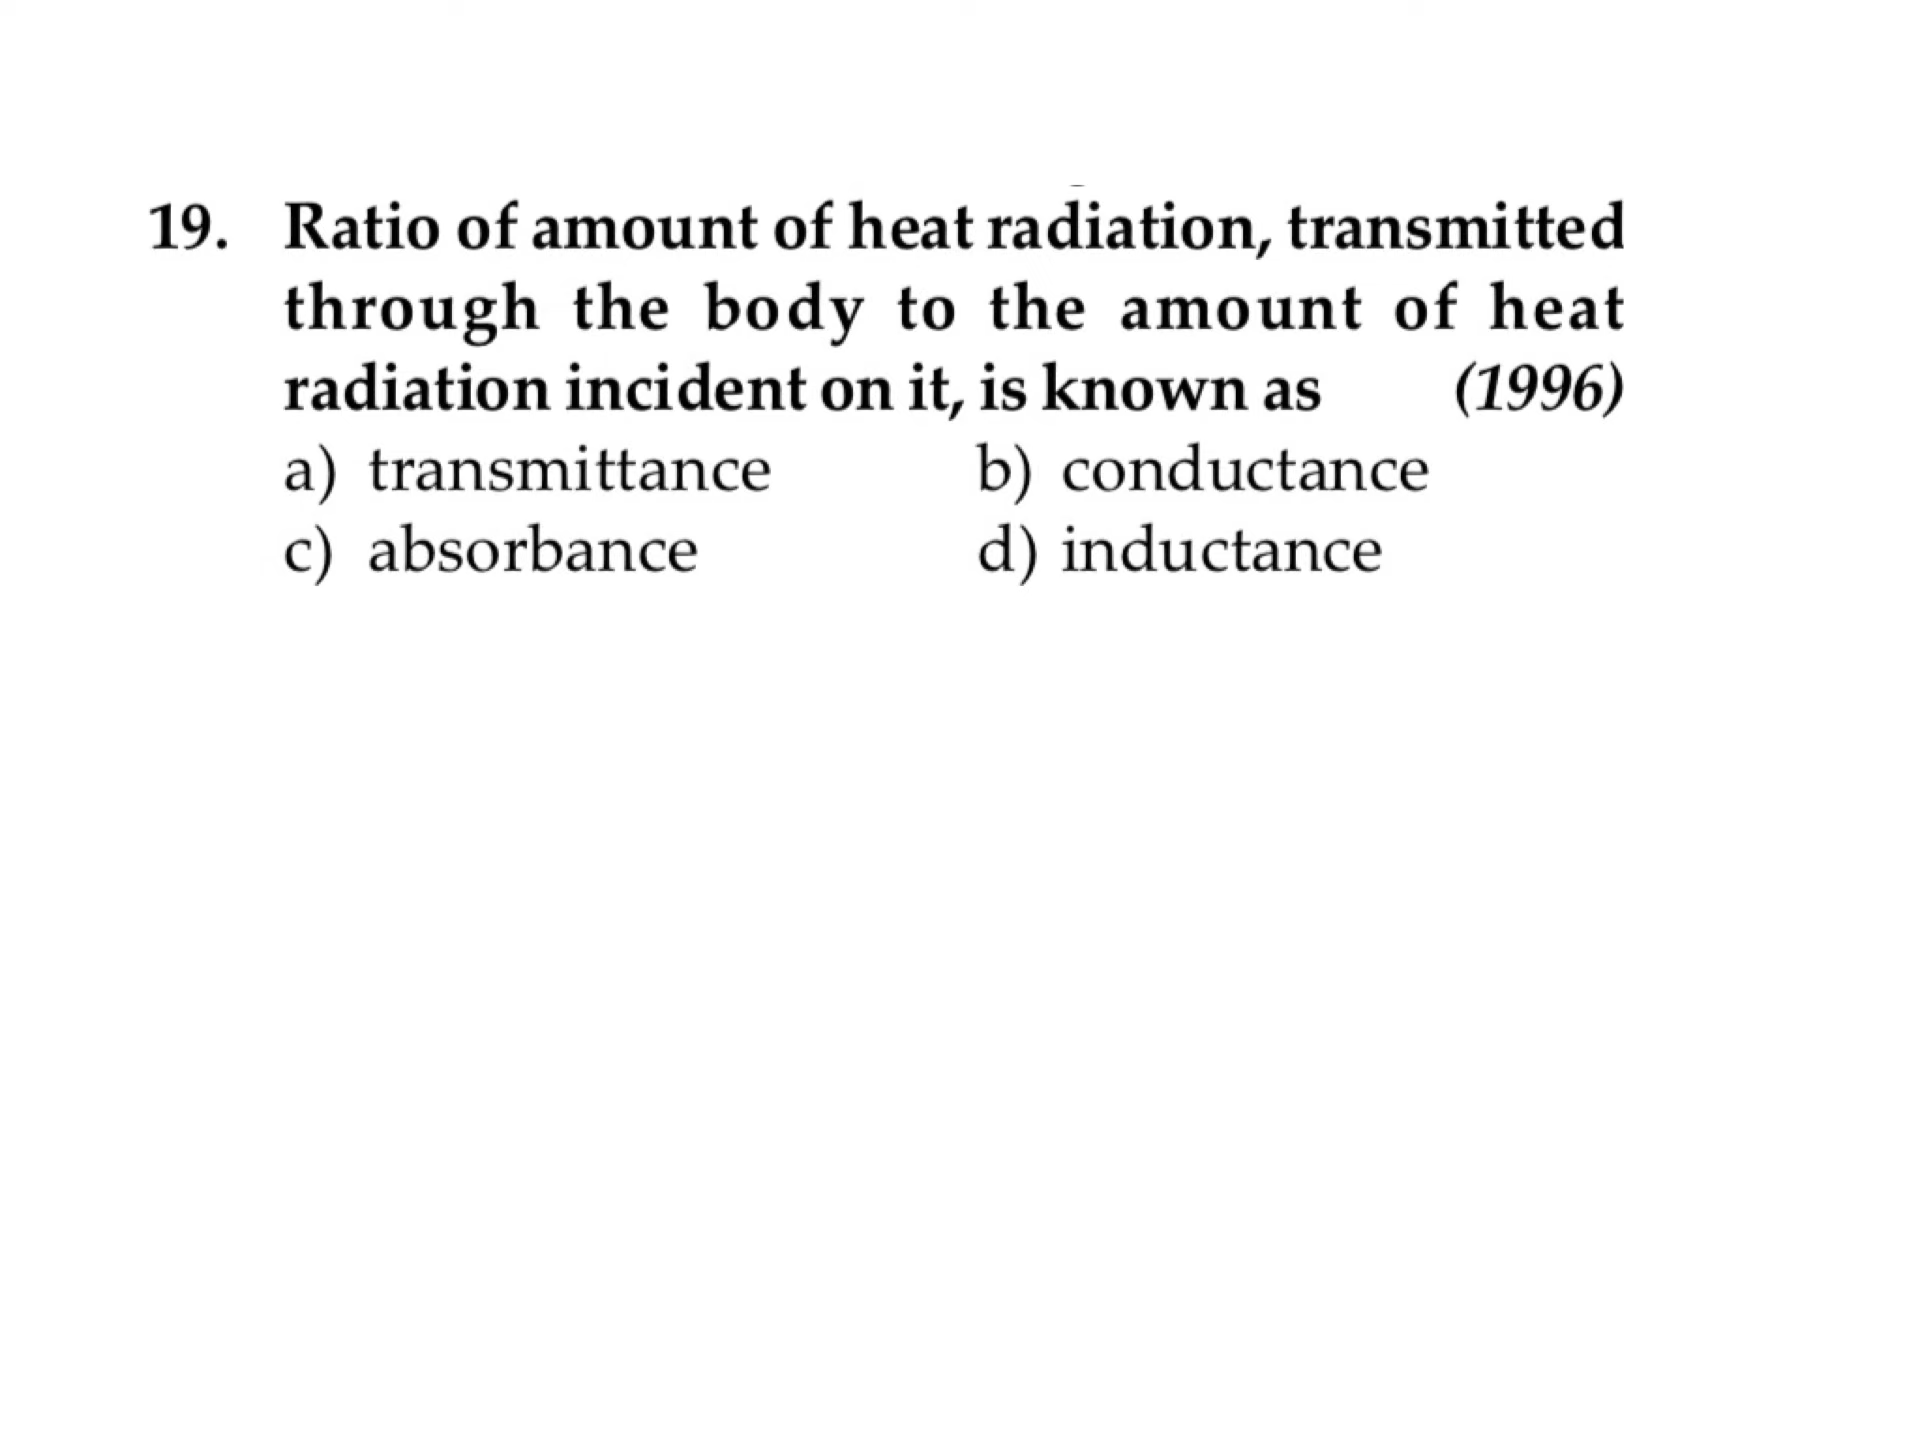 19. Ratio of amount of heat radiation, transmitted
through the body to the amount of heat
radiation incident on it, is known as (1996)
a) transmittance b) conductance
c) absorbance d) inductance